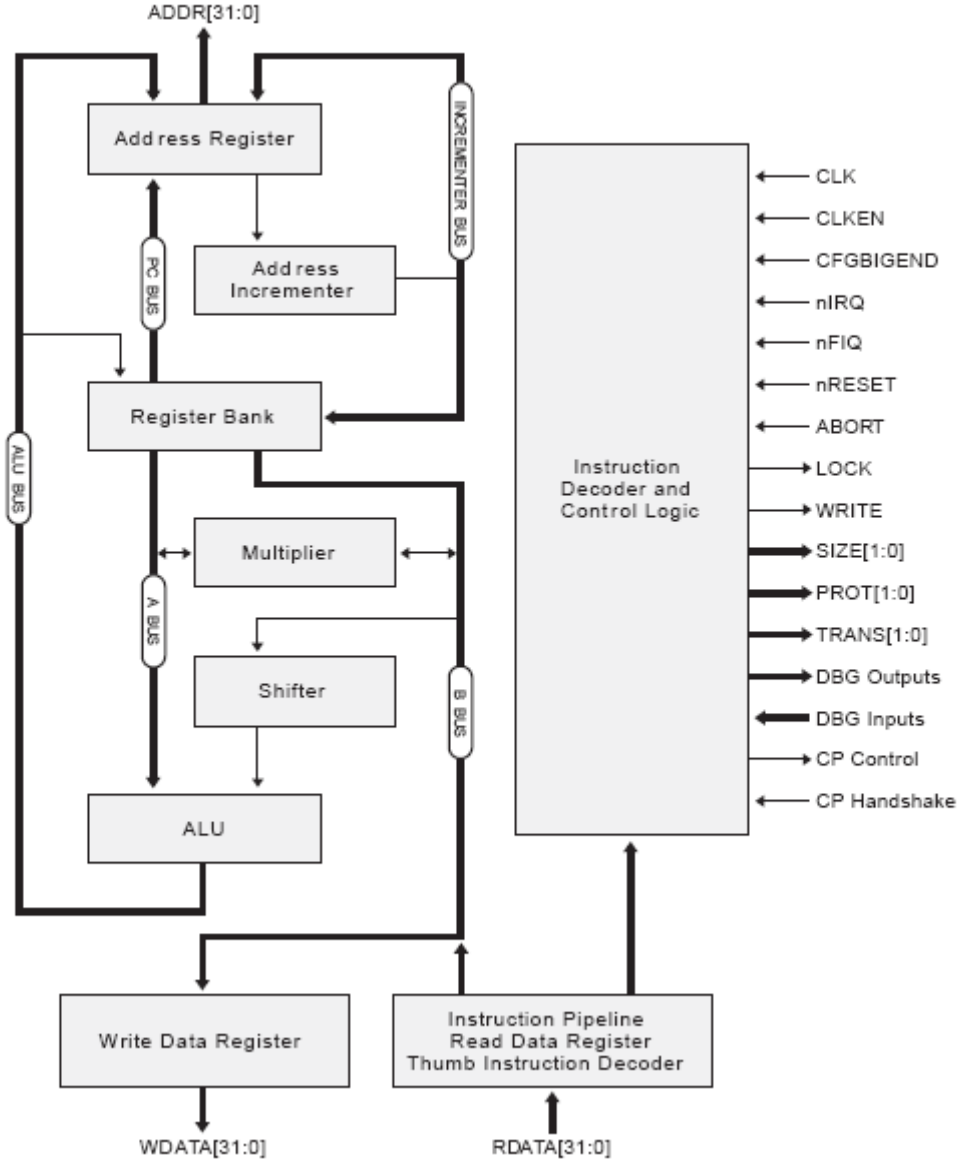 ADDR[31:0]
Address Register
INCREMENTER BUS
PC BUS
Address
Incrementer
Register Bank
ALU BUS
Multiplier
A BUS
Shifter
B BUS
ALU
Write Data Register
WDATA[31:0]
Instruction Pipeline
Read Data Register
Thumb Instruction Decoder
RDATA[31:0]
Instruction
Decoder and
Control Logic
CLK
CLKEN
CFGBIGEND
nIRQ
nFIQ
nRESET
ABORT
LOCK
WRITE
SIZE[1:0]
PROT[1:0]
TRANS[1:0]
DBG Outputs
DBG Inputs
CP Control
CP Handshake